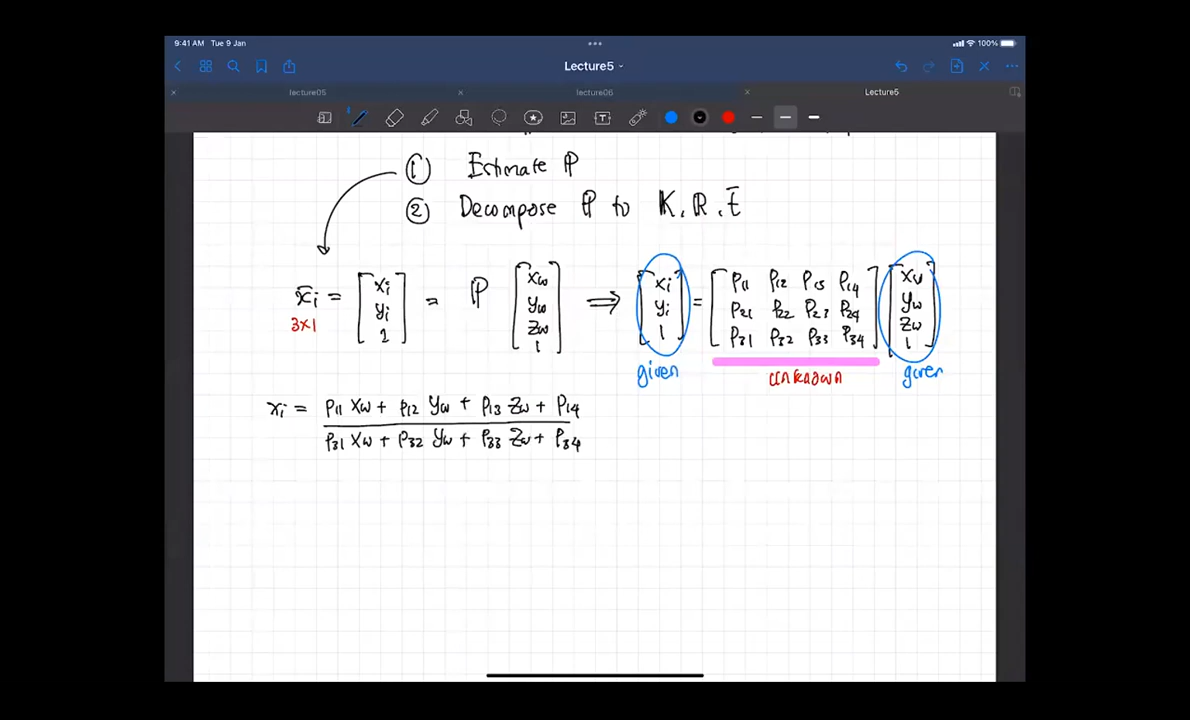 9:41 AM Tue 9 Jan
100%
Lecture5
lecture05
lecture06
Lecture5
① Estimate P
② Decompose P to K, R, t
x̄i = [xi yi 1] = P [xw yw zw 1] ⇒ [xi yi 1] = [p11 p12 p13 p14 p21 p22 p23 p24 p31 p32 p33 p34] [xw yw zw 1]
3x1
given
unknown
given
xi = p11 xw + p12 yw + p13 zw + p14
p31 xw + p32 yw + p33 zw + p34